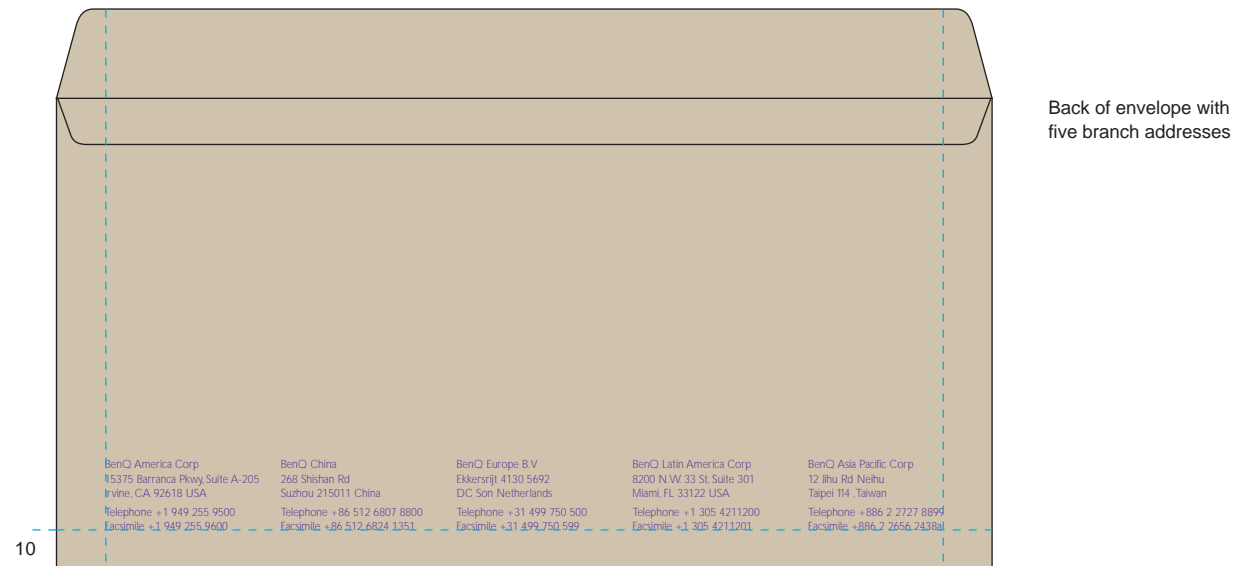 Back of envelope with
five branch addresses
BenQ America Corp
15375 Barranca Pkwy, Suite A-205
Irvine, CA 92618 USA
Telephone +1 949 255 9500
Facsimile +1 949 255 9600
BenQ China
268 Shishan Rd
Suzhou 215011 China
Telephone +86 512 6807 8800
Facsimile +86 512 6824 1351
BenQ Europe B.V
Ekkersrijt 4130 5692
DC Son Netherlands
Telephone +31 499 750 500
Facsimile +31 499 750 599
BenQ Latin America Corp
8200 N.W. 33 St, Suite 301
Miami, FL 33122 USA
Telephone +1 305 4211200
Facsimile +1 305 4211201
BenQ Asia Pacific Corp
12 Jihu Rd Neihu
Taipei 114 ,Taiwan
Telephone +886 2 2727 8899
Facsimile +886 2 2656 2438al
10